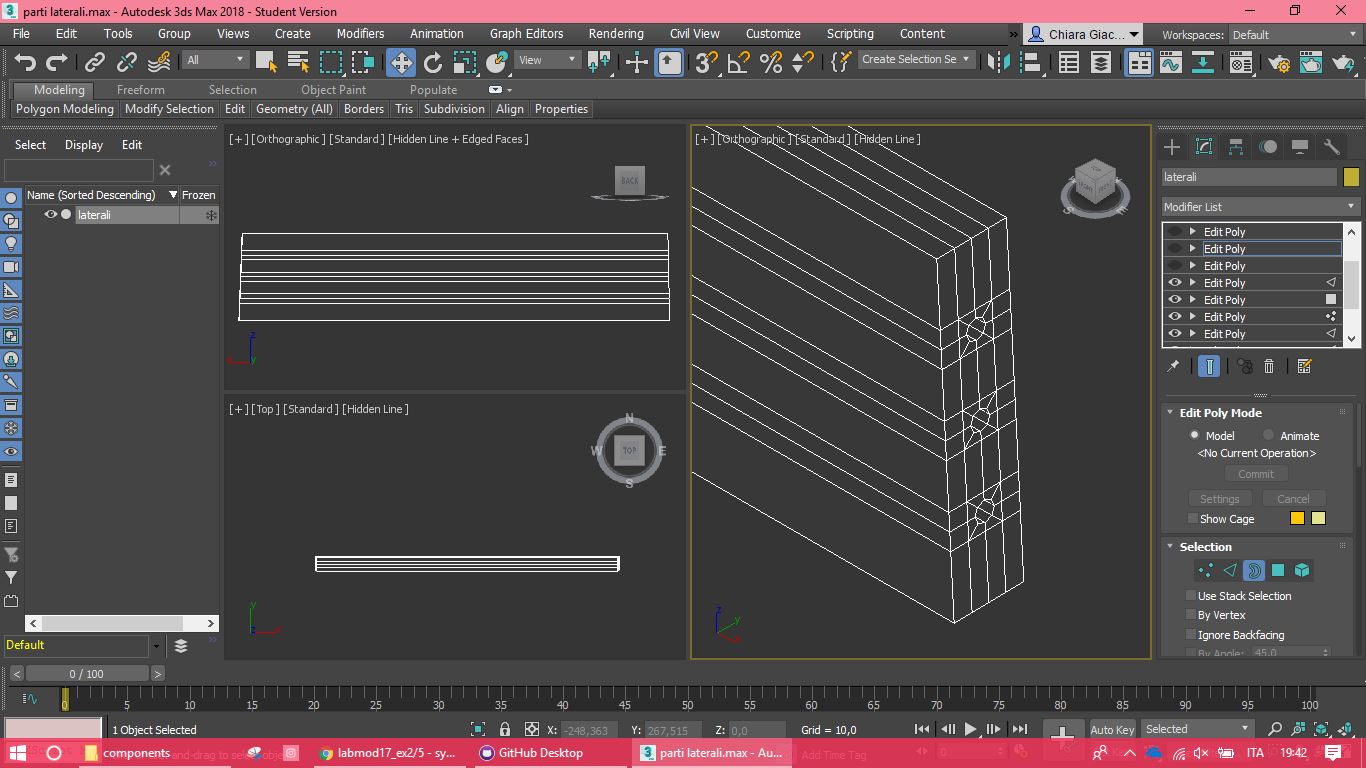 parti laterali.max - Autodesk 3ds Max 2018 - Student Version
File Edit Tools Group Views Create Modifiers Animation Graph Editors Rendering Civil View Customize Scripting Content » Chiara Giac... Workspaces: Default
All View Create Selection Se
Modeling Freeform Selection Object Paint Populate
Polygon Modeling Modify Selection Edit Geometry (All) Borders Tris Subdivision Align Properties
Select Display Edit
Name (Sorted Descending) Frozen
laterali
[+] [Orthographic ] [Standard ] [Hidden Line + Edged Faces ]
BACK
z
x y
[+] [Top ] [Standard ] [Hidden Line ]
N
W TOP E
S
y
z x
[+] [Orthographic ] [Standard ] [Hidden Line ]
TOP
S E
z
y
x
laterali
Modifier List
Edit Poly
Edit Poly
Edit Poly
Edit Poly
Edit Poly
Edit Poly
Edit Poly
Edit Poly Mode
Model Animate
<No Current Operation>
Commit
Settings Cancel
Show Cage
Selection
Use Stack Selection
By Vertex
Ignore Backfacing
By Angle: 45,0
Default
0 / 100
0 5 10 15 20 25 30 35 40 45 50 55 60 65 70 75 80 85 90 95 100
1 Object Selected X: -248,363 Y: 267,515 Z: 0,0 Grid = 10,0 Auto Key Selected
Add Time Tag
components labmod17_ex2/5 - sy... GitHub Desktop parti laterali.max - Au... ITA 19:42